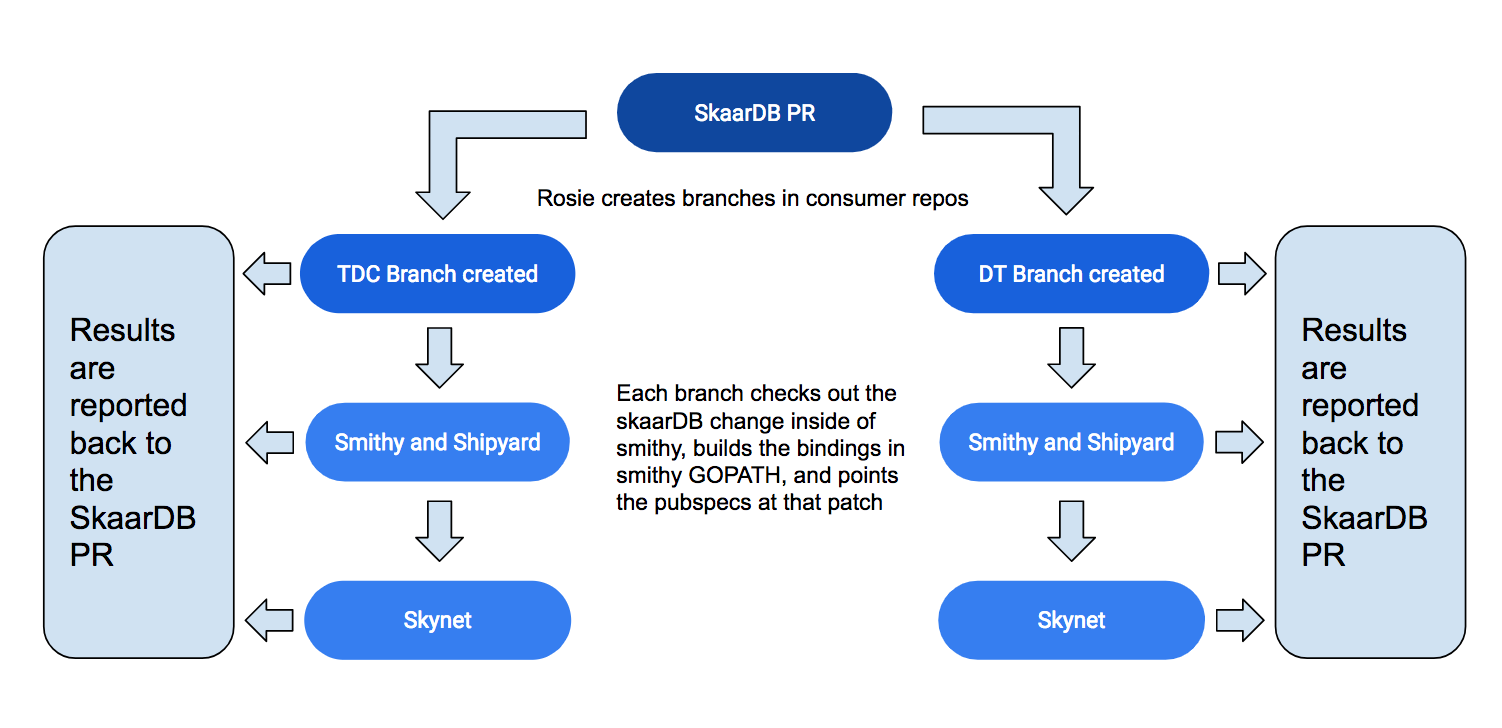 SkaarDB PR
Rosie creates branches in consumer repos
TDC Branch created
DT Branch created
Results
are
reported
back to
the
SkaarDB
PR
Smithy and Shipyard
Each branch checks out the
skaarDB change inside of
smithy, builds the bindings in
smithy GOPATH, and points
the pubspecs at that patch
Smithy and Shipyard
Results
are
reported
back to
the
SkaarDB
PR
Skynet
Skynet